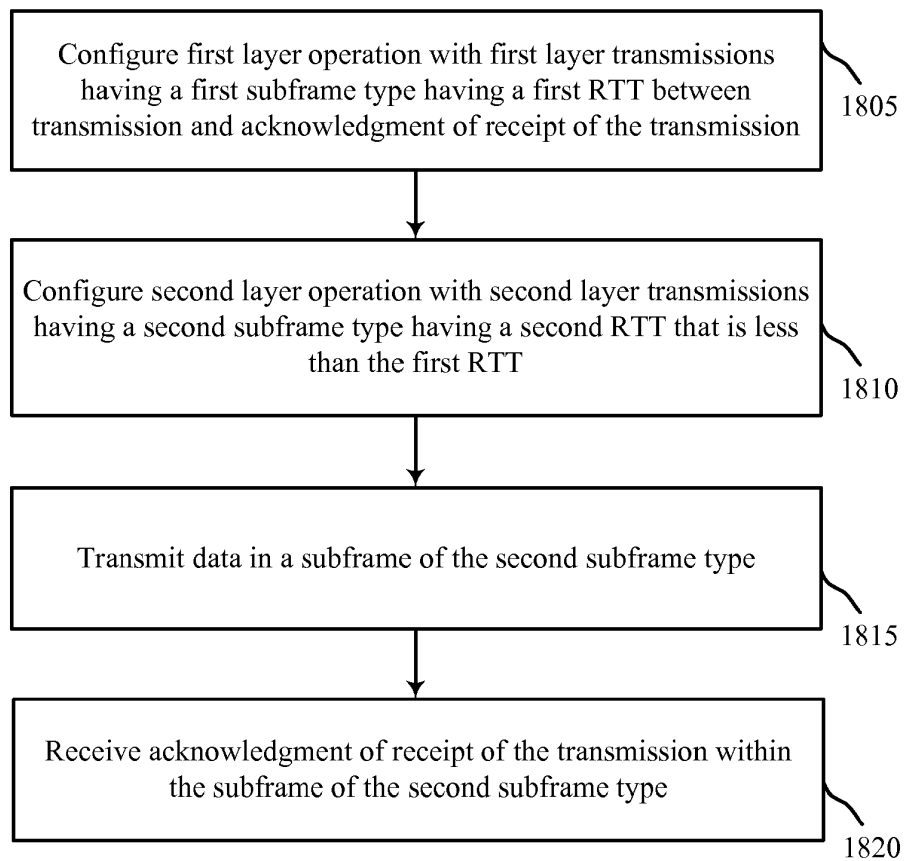 Configure first layer operation with first layer transmissions
having a first subframe type having a first RTT between
transmission and acknowledgment of receipt of the transmission
1805
Configure second layer operation with second layer transmissions
having a second subframe type having a second RTT that is less
than the first RTT
1810
Transmit data in a subframe of the second subframe type
1815
Receive acknowledgment of receipt of the transmission within
the subframe of the second subframe type
1820